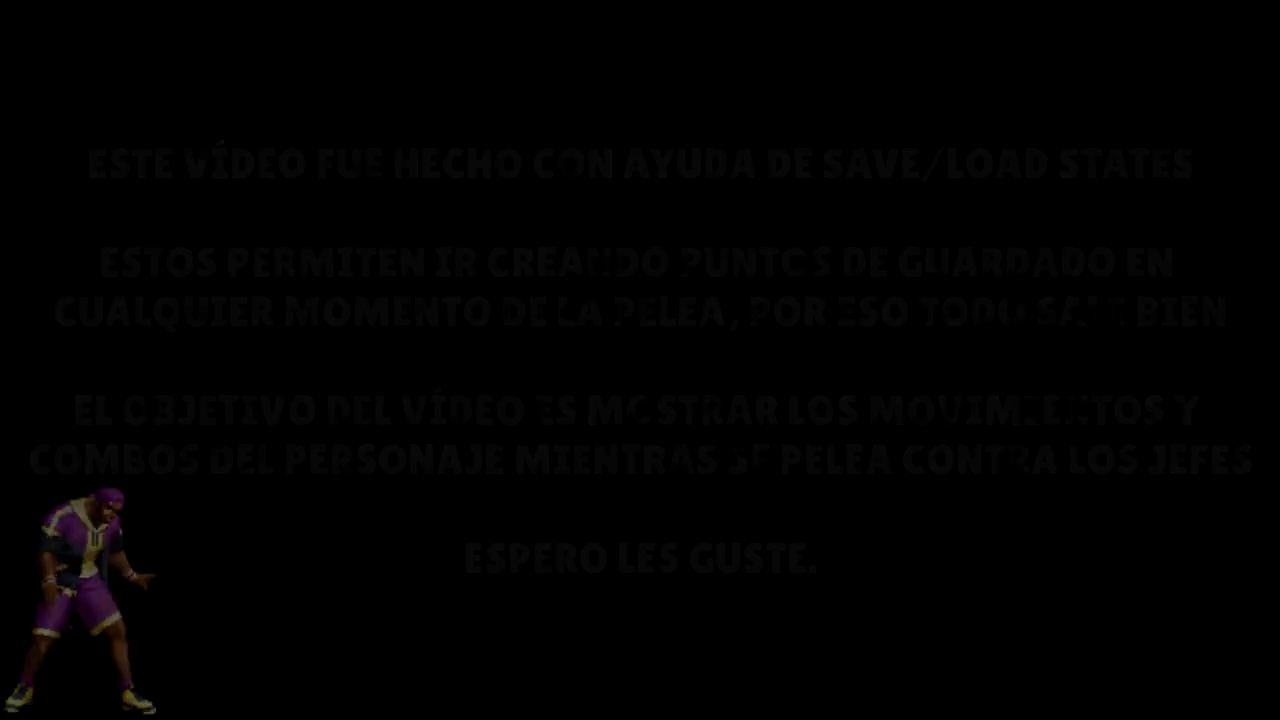 ESTE VÍDEO FUE HECHO CON AYUDA DE SAVE/LOAD STATES
ESTOS PERMITEN IR CREANDO PUNTOS DE GUARDADO EN
CUALQUIER MOMENTO DE LA PELEA, POR ESO TODO SALE BIEN
EL OBJETIVO DEL VÍDEO ES MOSTRAR LOS MOVIMIENTOS Y
COMBOS DEL PERSONAJE MIENTRAS SE PELEA CONTRA LOS JEFES
ESPERO LES GUSTE.